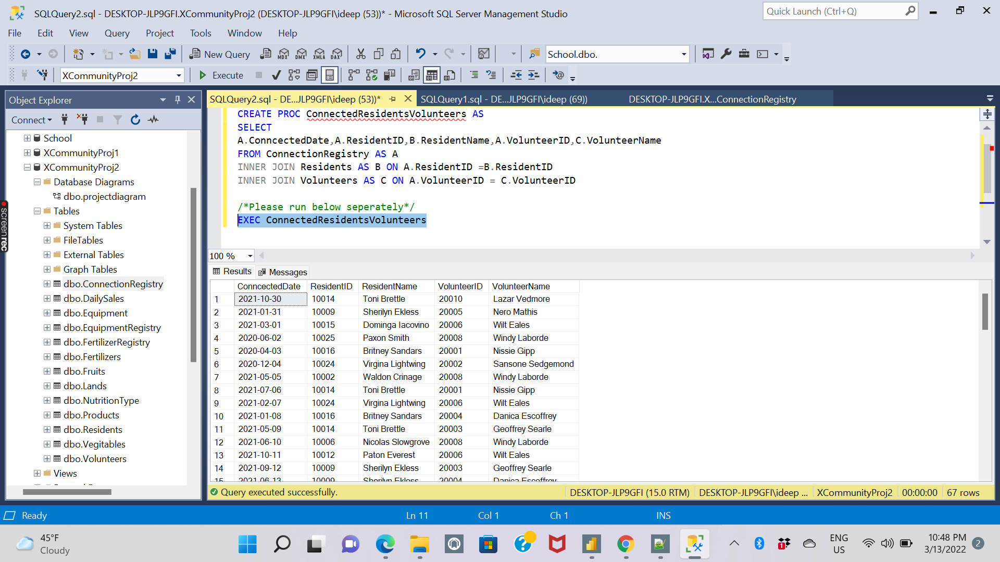 SQLQuery2.sql - DESKTOP-JLP9GFI.XCommunityProj2 (DESKTOP-JLP9GFI\ideep (53))* - Microsoft SQL Server Management Studio
Quick Launch (Ctrl+Q)
File Edit View Query Project Tools Window Help
New Query MDX DMX XMLA DAX School.dbo.
XCommunityProj2 Execute
Object Explorer
Connect
School
XCommunityProj1
XCommunityProj2
Database Diagrams
dbo.projectdiagram
Tables
System Tables
FileTables
External Tables
Graph Tables
dbo.ConnectionRegistry
dbo.DailySales
dbo.Equipment
dbo.EquipmentRegistry
dbo.FertilizerRegistry
dbo.Fertilizers
dbo.Fruits
dbo.Lands
dbo.NutritionType
dbo.Products
dbo.Residents
dbo.Vegitables
dbo.Volunteers
Views
screenrec
SQLQuery2.sql - DE...JLP9GFI\ideep (53))* SQLQuery1.sql - DE...JLP9GFI\ideep (69)) DESKTOP-JLP9GFI.X...ConnectionRegistry
CREATE PROC ConnectedResidentsVolunteers AS
SELECT
A.ConncectedDate,A.ResidentID,B.ResidentName,A.VolunteerID,C.VolunteerName
FROM ConnectionRegistry AS A
INNER JOIN Residents AS B ON A.ResidentID =B.ResidentID
INNER JOIN Volunteers AS C ON A.VolunteerID = C.VolunteerID
/*Please run below seperately*/
EXEC ConnectedResidentsVolunteers
100 %
Results Messages
ConncectedDate ResidentID ResidentName VolunteerID VolunteerName
1 2021-10-30 10014 Toni Brettle 20010 Lazar Vedmore
2 2021-01-31 10009 Sherilyn Ekless 20005 Nero Mathis
3 2021-03-01 10015 Dominga Iacovino 20006 Wilt Eales
4 2020-06-02 10025 Paxon Smith 20008 Windy Laborde
5 2020-04-03 10016 Britney Sandars 20001 Nissie Gipp
6 2020-12-04 10024 Virgina Lightwing 20002 Sansone Sedgemond
7 2021-05-05 10002 Waldon Crinage 20008 Windy Laborde
8 2021-07-06 10014 Toni Brettle 20001 Nissie Gipp
9 2021-02-07 10024 Virgina Lightwing 20006 Wilt Eales
10 2021-01-08 10016 Britney Sandars 20004 Danica Escoffrey
11 2021-05-09 10014 Toni Brettle 20003 Geoffrey Searle
12 2021-06-10 10006 Nicolas Slowgrove 20008 Windy Laborde
13 2021-10-11 10012 Paton Everest 20006 Wilt Eales
14 2021-09-12 10009 Sherilyn Ekless 20003 Geoffrey Searle
15 2021-06-13 10009 Sherilyn Ekless 20004 Danica Escoffrey
Query executed successfully. DESKTOP-JLP9GFI (15.0 RTM) DESKTOP-JLP9GFI\ideep ... XCommunityProj2 00:00:00 67 rows
Ready Ln 11 Col 1 Ch 1 INS
45°F
Cloudy
1
ENG
US
10:48 PM
3/13/2022
2